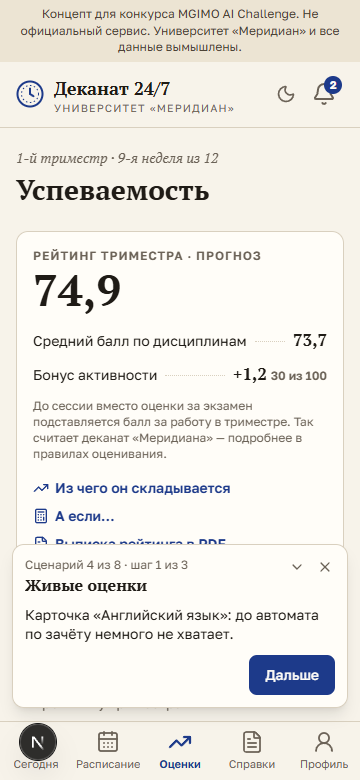 Концепт для конкурса MGIMO AI Challenge. Не
официальный сервис. Университет «Меридиан» и все
данные вымышлены.
Деканат 24/7
УНИВЕРСИТЕТ «МЕРИДИАН»
2
1-й триместр · 9-я неделя из 12
Успеваемость
РЕЙТИНГ ТРИМЕСТРА · ПРОГНОЗ
74,9
Средний балл по дисциплинам 73,7
Бонус активности +1,2 30 из 100
До сессии вместо оценки за экзамен
подставляется балл за работу в триместре. Так
считает деканат «Меридиана» — подробнее в
правилах оценивания.
Из чего он складывается
А если…
Выписка рейтинга в PDF
Сценарий 4 из 8 · шаг 1 из 3
Живые оценки
Карточка «Английский язык»: до автомата
по зачёту немного не хватает.
Дальше
N
Сегодня Расписание Оценки Справки Профиль